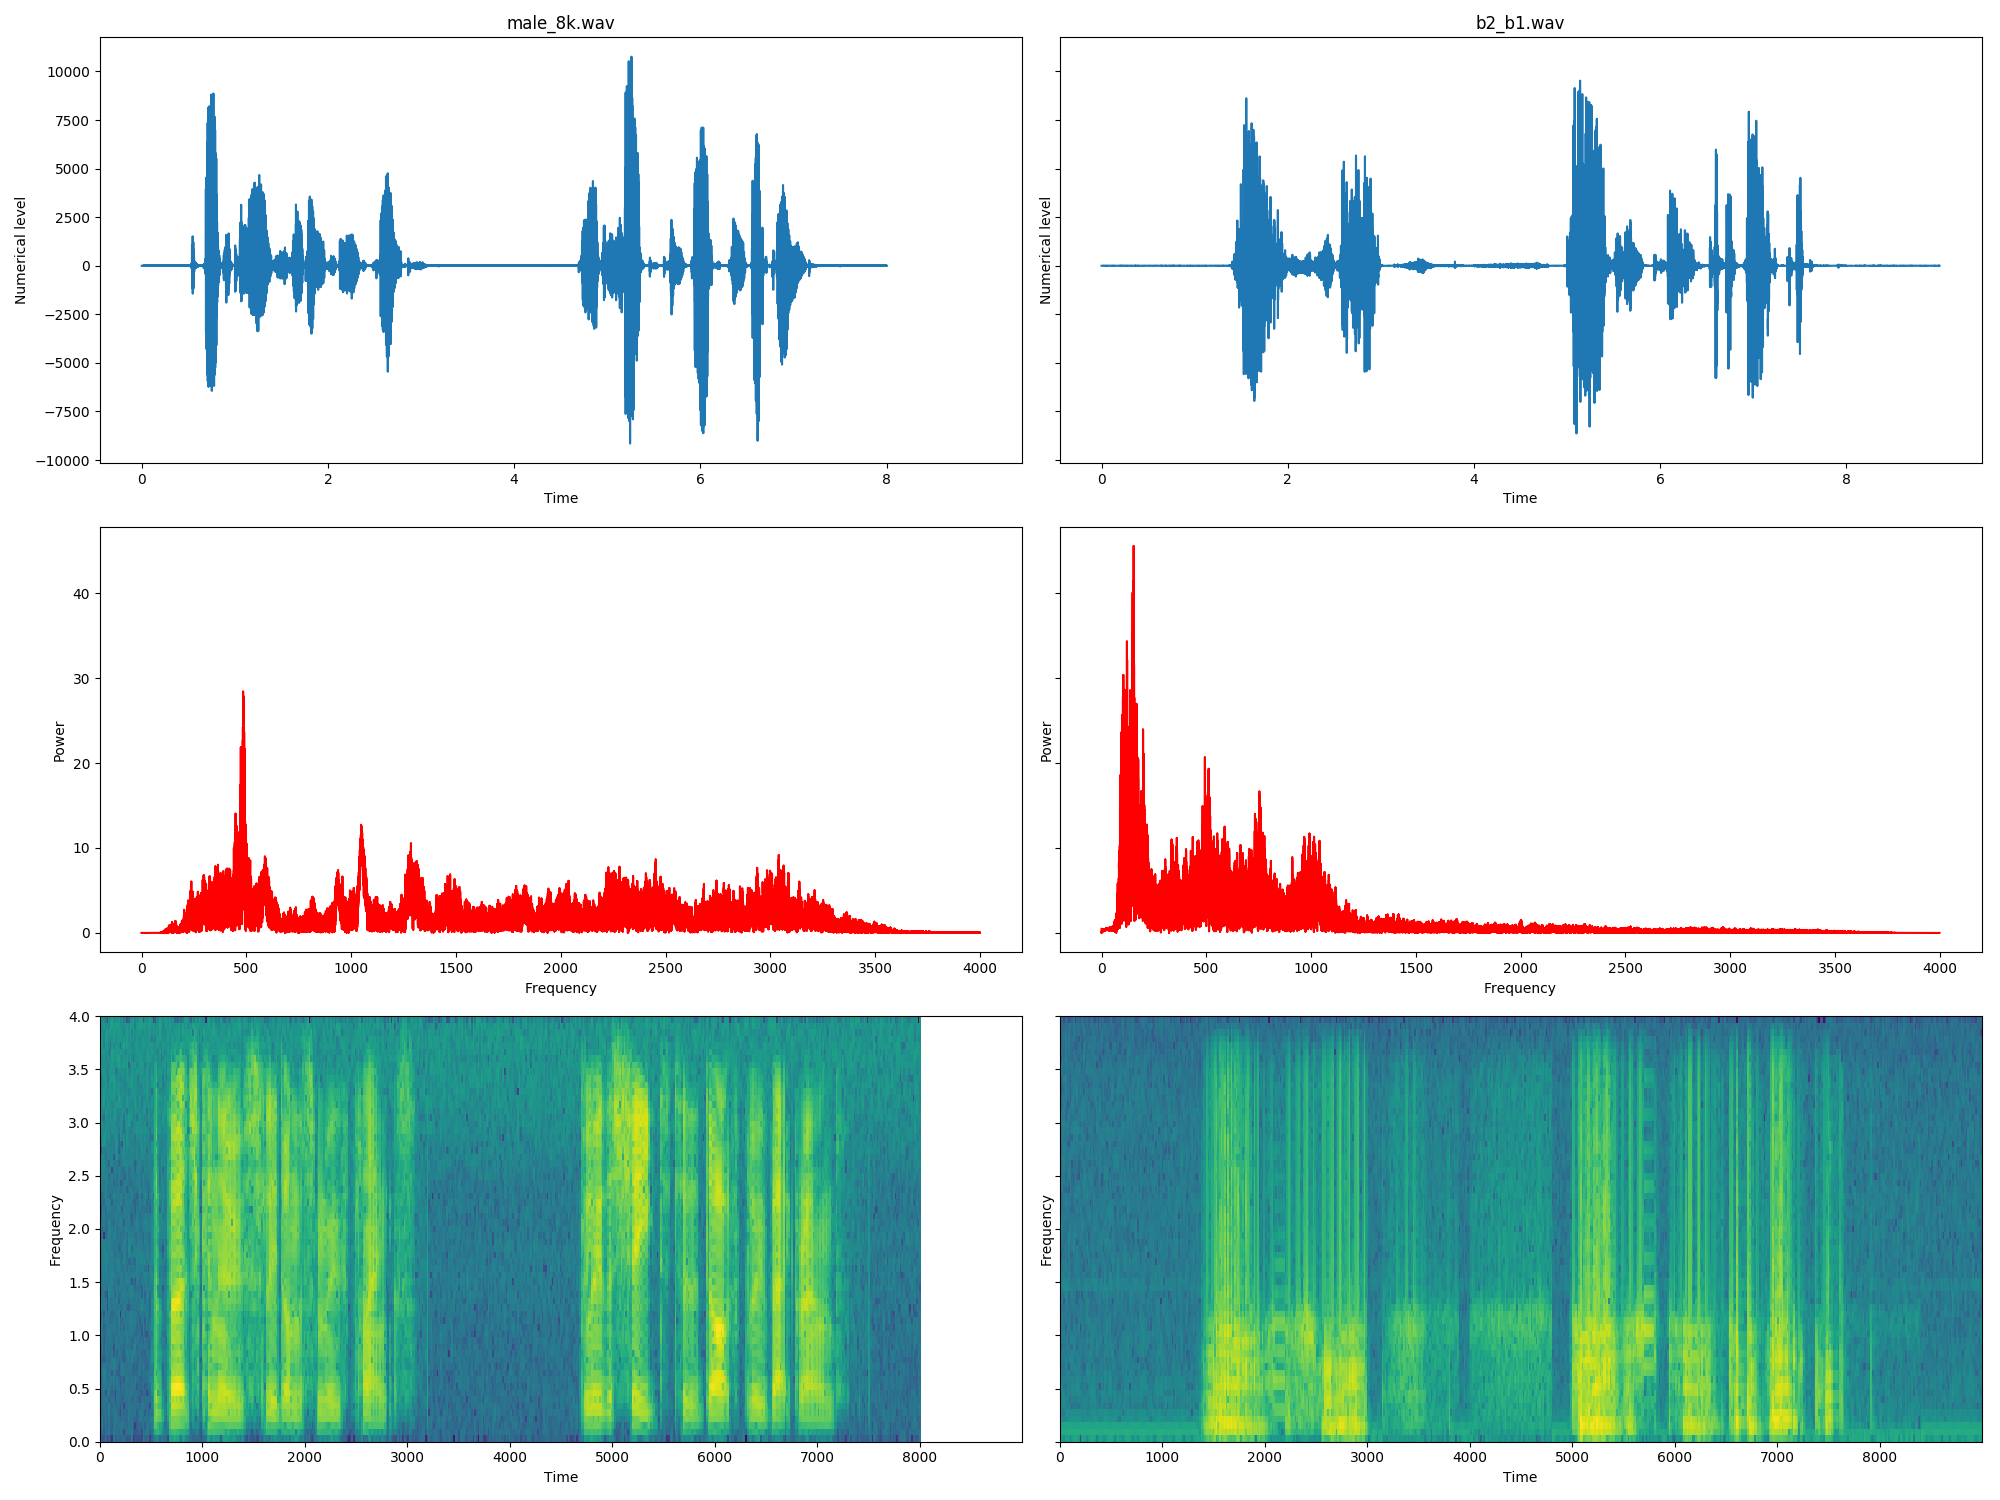 male_8k.wav
b2_b1.wav
10000
7500
5000
2500
0
−2500
−5000
−7500
−10000
Numerical level
Numerical level
0 2 4 6 8
0 2 4 6 8
Time
Time
40
30
20
10
0
Power
Power
0 500 1000 1500 2000 2500 3000 3500 4000
0 500 1000 1500 2000 2500 3000 3500 4000
Frequency
Frequency
4.0
3.5
3.0
2.5
2.0
1.5
1.0
0.5
0.0
Frequency
Frequency
0 1000 2000 3000 4000 5000 6000 7000 8000
0 1000 2000 3000 4000 5000 6000 7000 8000
Time
Time